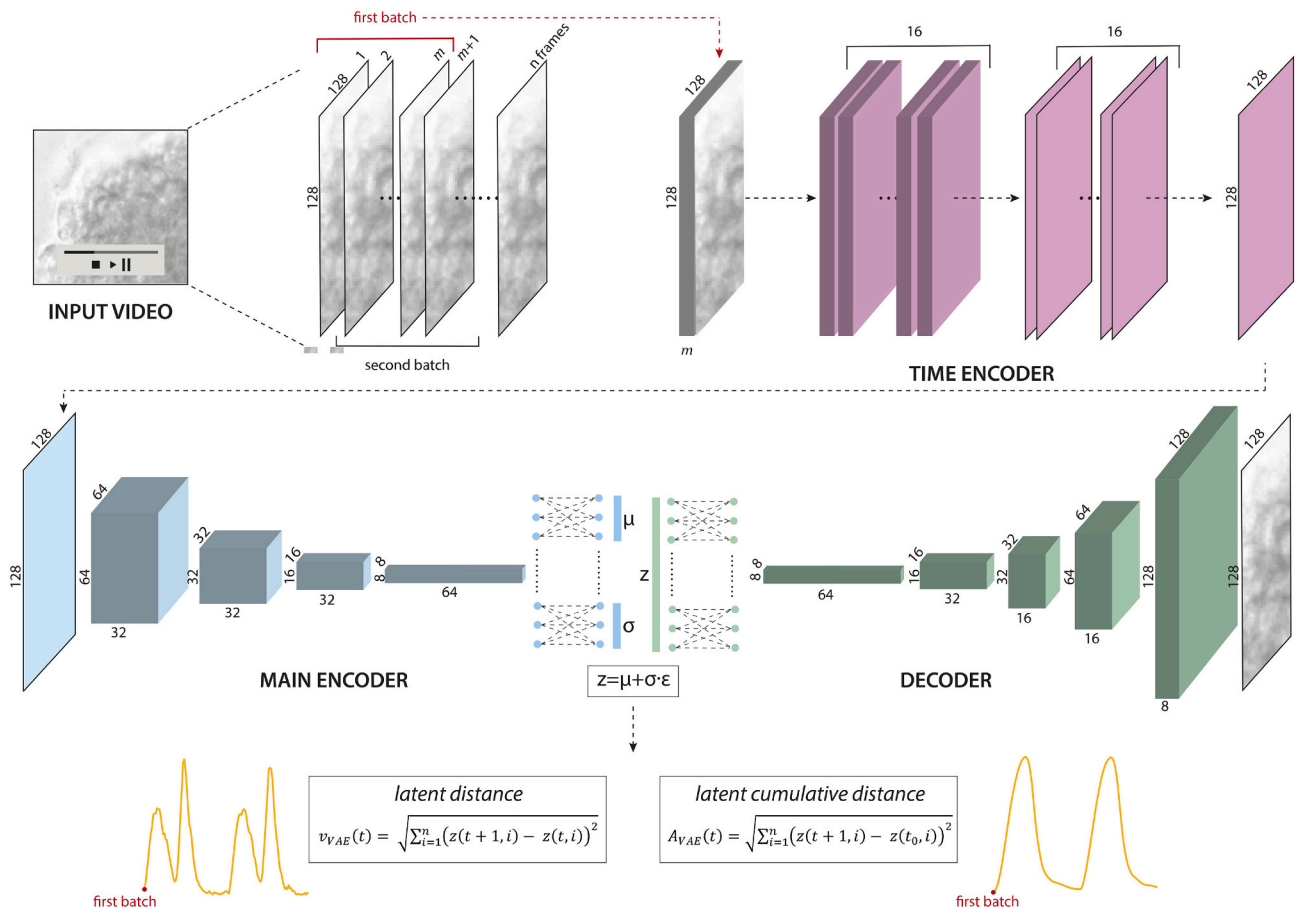 first batch
1
2
m
m+1
n frames
128
128
INPUT VIDEO
second batch
128
128
m
16
16
128
TIME ENCODER
128
128
64
64
32
32
32
32
16
16
32
8
8
64
MAIN ENCODER
μ
σ
z
z=μ+σ·ε
8
8
64
16
16
32
32
32
16
64
64
16
128
128
8
128
128
DECODER
latent distance
v_VAE(t) = √∑ⁿᵢ₌₁(z(t + 1, i) − z(t, i))²
latent cumulative distance
A_VAE(t) = √∑ⁿᵢ₌₁(z(t + 1, i) − z(t₀, i))²
first batch
first batch